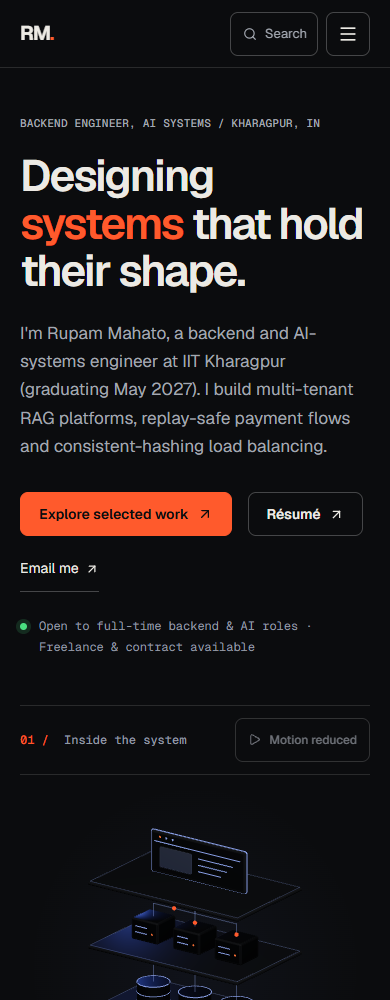 RM.
Search
BACKEND ENGINEER, AI SYSTEMS / KHARAGPUR, IN
Designing
systems that hold
their shape.
I'm Rupam Mahato, a backend and AI-
systems engineer at IIT Kharagpur
(graduating May 2027). I build multi-tenant
RAG platforms, replay-safe payment flows
and consistent-hashing load balancing.
Explore selected work ↗
Résumé ↗
Email me ↗
Open to full-time backend & AI roles ·
Freelance & contract available
01 / Inside the system
Motion reduced